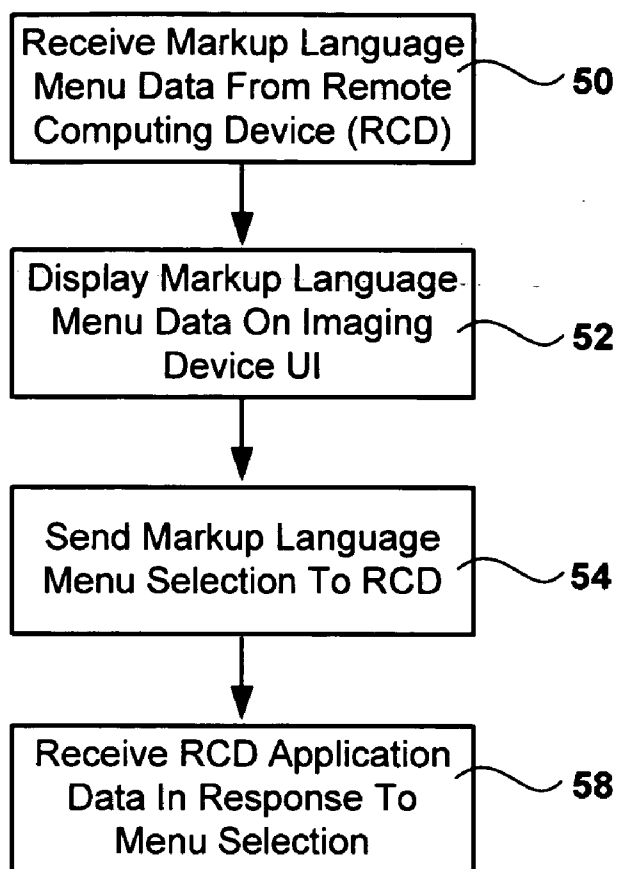 Receive Markup Language
Menu Data From Remote
Computing Device (RCD)
50
Display Markup Language
Menu Data On Imaging
Device UI
52
Send Markup Language
Menu Selection To RCD
54
Receive RCD Application
Data In Response To
Menu Selection
58